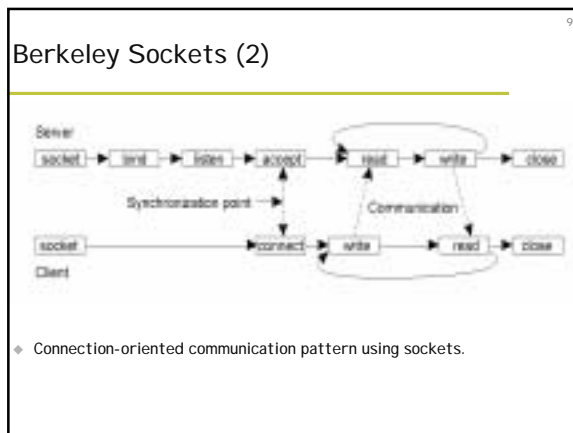 9
Berkeley Sockets (2)
Server
socket bind listen accept read write close
Synchronization point
Communication
socket connect write read close
Client
Connection-oriented communication pattern using sockets.